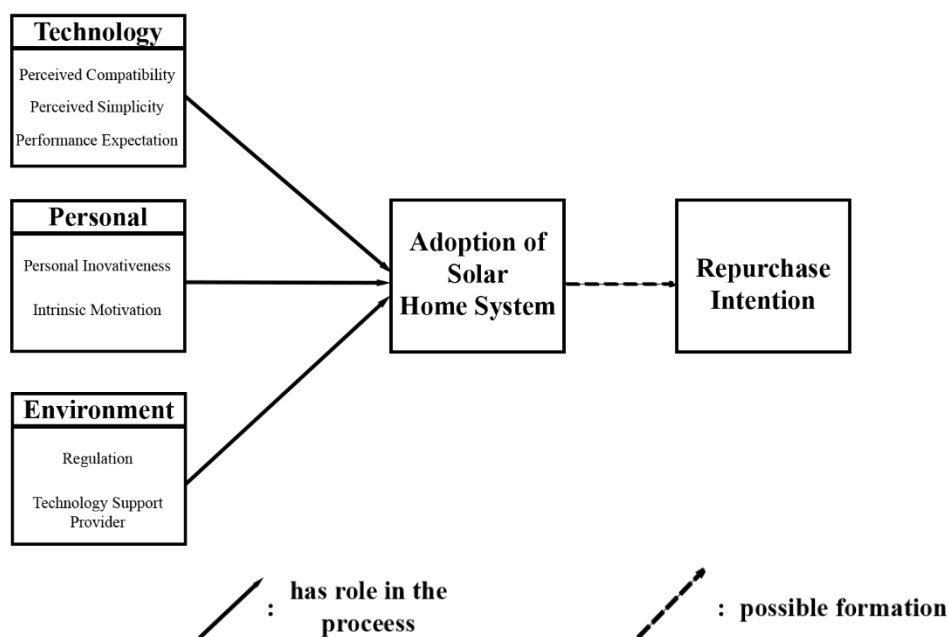 Technology
Perceived Compatibility
Perceived Simplicity
Performance Expectation
Personal
Personal Inovativeness
Intrinsic Motivation
Environment
Regulation
Technology Support
Provider
Adoption of
Solar
Home System
Repurchase
Intention
: has role in the
proceess
: possible formation